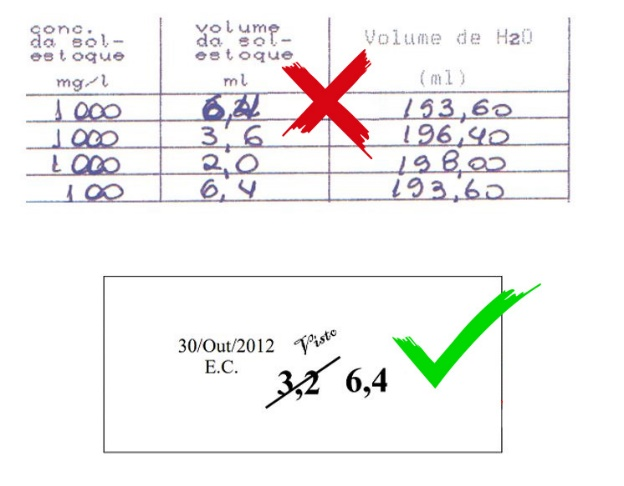 conc.
da sol-
estoque
mg/l
volume
da sol-
estoque
ml
Volume de H2O
(ml)
1000 6,4 193,60
1000 3,6 196,40
1000 2,0 198,00
100 6,4 193,60
30/Out/2012 Visto
E.C.
3,2 6,4